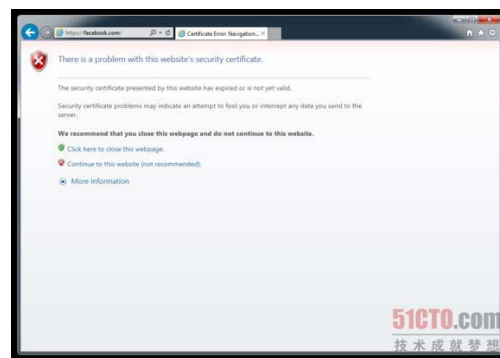 https://facebook.com/
Certificate Error: Navigation...
There is a problem with this website's security certificate.
The security certificate presented by this website has expired or is not yet valid.
Security certificate problems may indicate an attempt to fool you or intercept any data you send to the
server.
We recommend that you close this webpage and do not continue to this website.
Click here to close this webpage.
Continue to this website (not recommended).
More information
51CTO.com
技术成就梦想